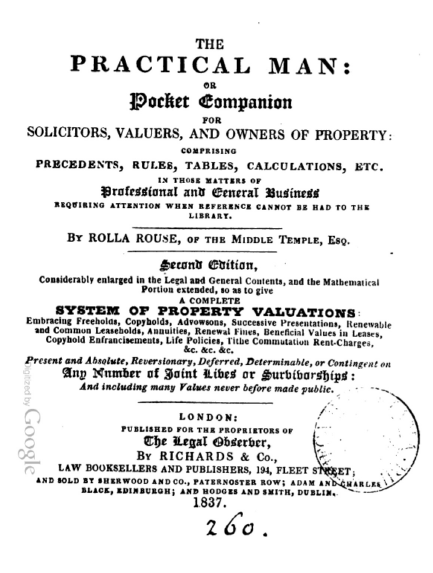 THE
PRACTICAL MAN:
OR
Pocket Companion
FOR
SOLICITORS, VALUERS, AND OWNERS OF PROPERTY:
COMPRISING
PRECEDENTS, RULES, TABLES, CALCULATIONS, ETC.
IN THOSE MATTERS OF
Professional and General Business
REQUIRING ATTENTION WHEN REFERENCE CANNOT BE HAD TO THE
LIBRARY.
BY ROLLA ROUSE, OF THE MIDDLE TEMPLE, ESQ.
Second Edition,
Considerably enlarged in the Legal and General Contents, and the Mathematical
Portion extended, so as to give
A COMPLETE
SYSTEM OF PROPERTY VALUATIONS:
Embracing Freeholds, Copyholds, Advowsons, Successive Presentations, Renewable
and Common Leaseholds, Annuities, Renewal Fines, Beneficial Values in Leases,
Copyhold Enfrancisements, Life Policies, Tithe Commutation Rent-Charges,
&c. &c. &c.
Present and Absolute, Reversionary, Deferred, Determinable, or Contingent on
Any Number of Joint Lives or Survivorships:
And including many Values never before made public.
LONDON:
PUBLISHED FOR THE PROPRIETORS OF
The Legal Observer,
BY RICHARDS & Co.,
LAW BOOKSELLERS AND PUBLISHERS, 194, FLEET STREET;
AND SOLD BY SHERWOOD AND CO., PATERNOSTER ROW; ADAM AND CHARLES
BLACK, EDINBURGH; AND HODGES AND SMITH, DUBLIN.
1837.
260.
Digitized by Google